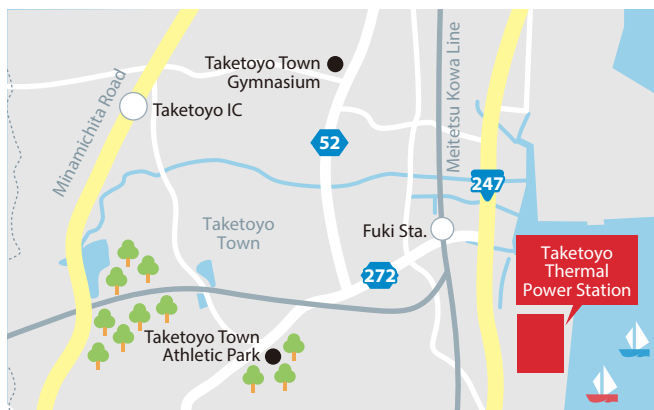 Taketoyo Town
Gymnasium
Minamichita Road
Taketoyo IC
Meitetsu Kowa Line
52
247
Taketoyo
Town
Fuki Sta.
272
Taketoyo
Thermal
Power Station
Taketoyo Town
Athletic Park